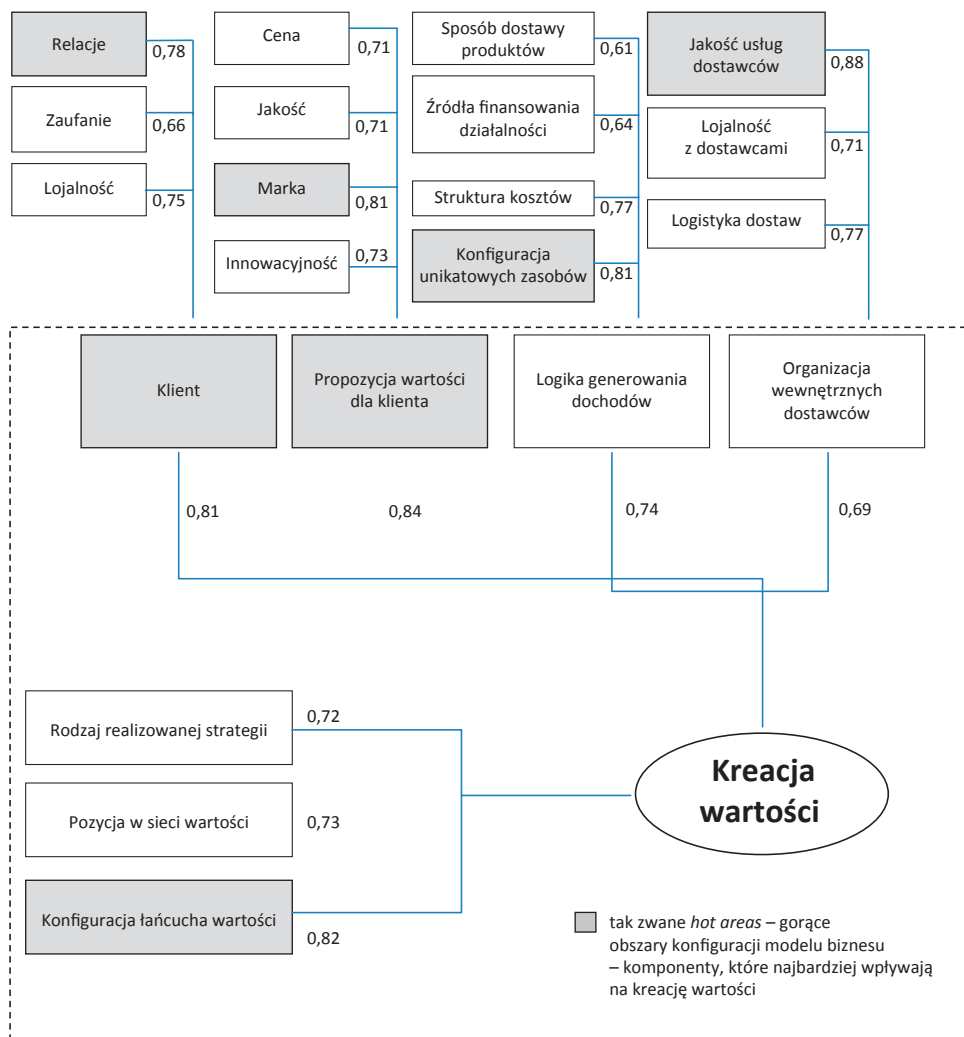 Relacje
0,78
Zaufanie
0,66
Lojalność
0,75
Cena
0,71
Jakość
0,71
Marka
0,81
Innowacyjność
0,73
Sposób dostawy
produktów
0,61
Źródła finansowania
działalności
0,64
Struktura kosztów
0,77
Konfiguracja
unikatowych zasobów
0,81
Jakość usług
dostawców
0,88
Lojalność
z dostawcami
0,71
Logistyka dostaw
0,77
Klient
Propozycja wartości
dla klienta
Logika generowania
dochodów
Organizacja
wewnętrznych
dostawców
0,81
0,84
0,74
0,69
Rodzaj realizowanej strategii
0,72
Pozycja w sieci wartości
0,73
Konfiguracja łańcucha wartości
0,82
Kreacja
wartości
tak zwane hot areas – gorące
obszary konfiguracji modelu biznesu
– komponenty, które najbardziej wpływają
na kreację wartości